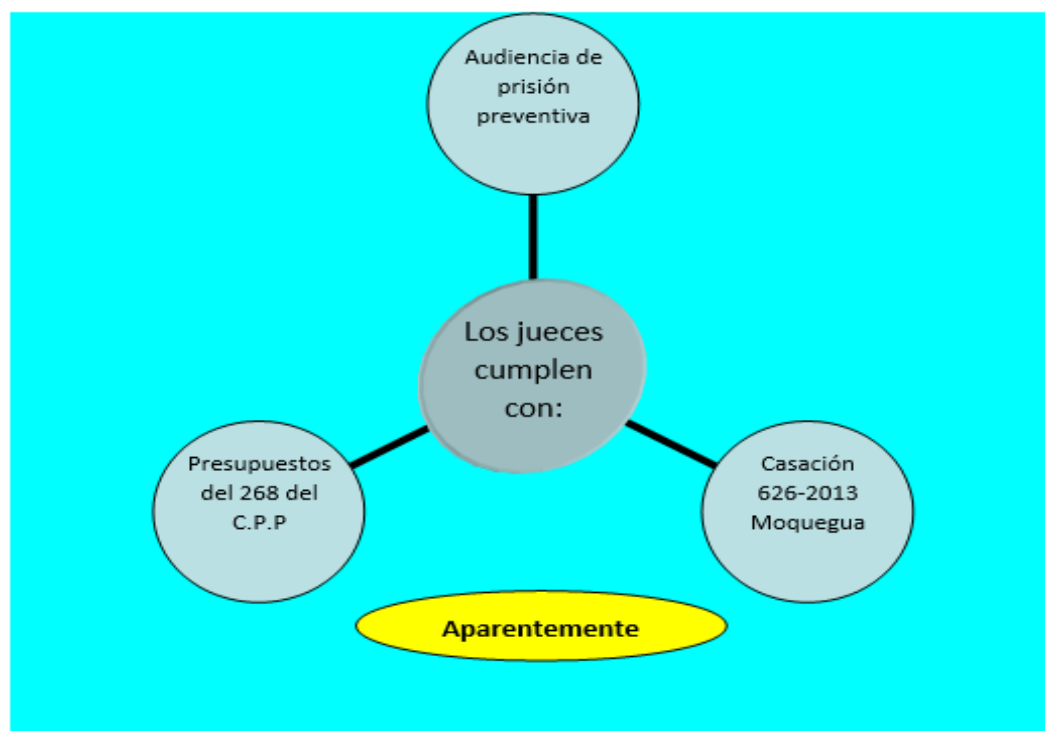 Audiencia de
prisión
preventiva
Los jueces
cumplen
con:
Presupuestos
del 268 del
C.P.P
Casación
626-2013
Moquegua
Aparentemente